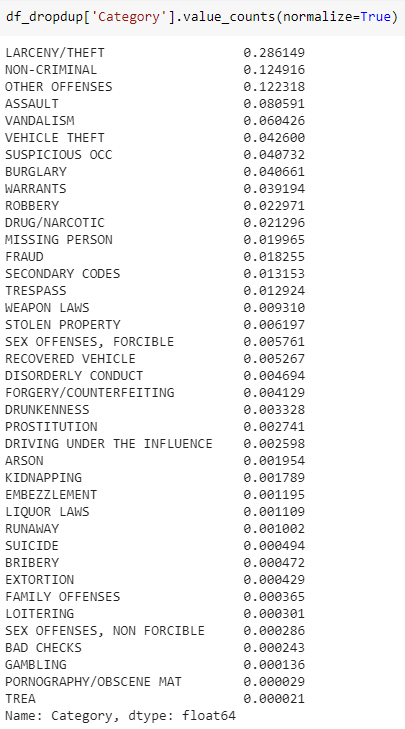 df_dropdup['Category'].value_counts(normalize=True)
LARCENY/THEFT 0.286149
NON-CRIMINAL 0.124916
OTHER OFFENSES 0.122318
ASSAULT 0.080591
VANDALISM 0.060426
VEHICLE THEFT 0.042600
SUSPICIOUS OCC 0.040732
BURGLARY 0.040661
WARRANTS 0.039194
ROBBERY 0.022971
DRUG/NARCOTIC 0.021296
MISSING PERSON 0.019965
FRAUD 0.018255
SECONDARY CODES 0.013153
TRESPASS 0.012924
WEAPON LAWS 0.009310
STOLEN PROPERTY 0.006197
SEX OFFENSES, FORCIBLE 0.005761
RECOVERED VEHICLE 0.005267
DISORDERLY CONDUCT 0.004694
FORGERY/COUNTERFEITING 0.004129
DRUNKENNESS 0.003328
PROSTITUTION 0.002741
DRIVING UNDER THE INFLUENCE 0.002598
ARSON 0.001954
KIDNAPPING 0.001789
EMBEZZLEMENT 0.001195
LIQUOR LAWS 0.001109
RUNAWAY 0.001002
SUICIDE 0.000494
BRIBERY 0.000472
EXTORTION 0.000429
FAMILY OFFENSES 0.000365
LOITERING 0.000301
SEX OFFENSES, NON FORCIBLE 0.000286
BAD CHECKS 0.000243
GAMBLING 0.000136
PORNOGRAPHY/OBSCENE MAT 0.000029
TREA 0.000021
Name: Category, dtype: float64